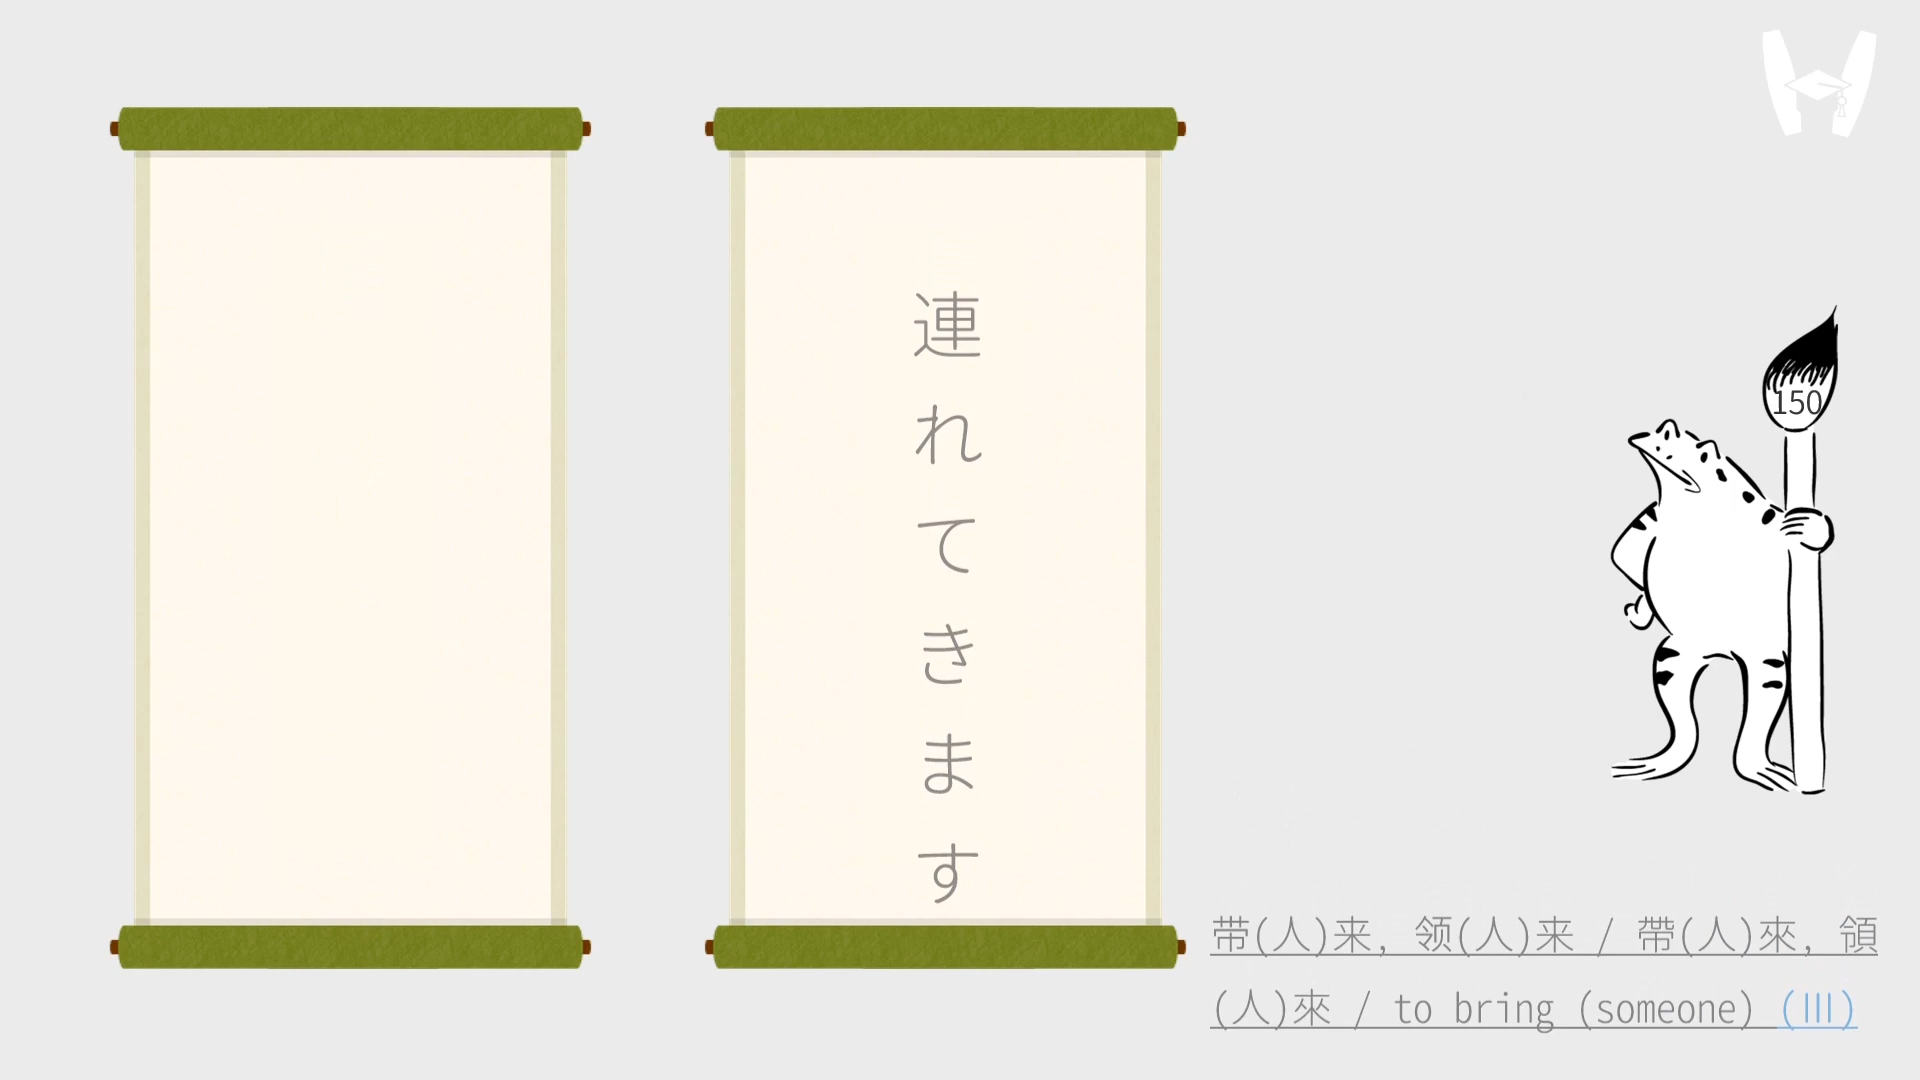 連れてきます
150
带(人)来, 领(人)来 / 帶(人)來, 領
(人)來 / to bring (someone) (III)